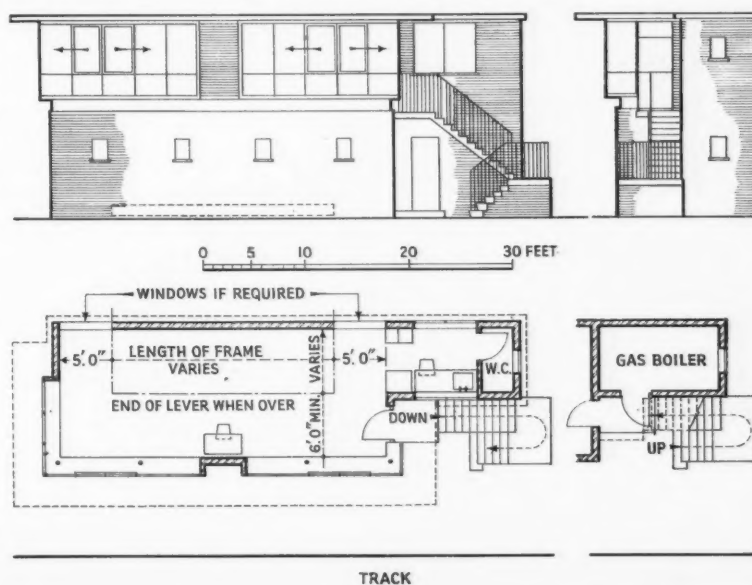 0 5 10 20 30 FEET
WINDOWS IF REQUIRED
5'.0" LENGTH OF FRAME VARIES 5'.0"
6'.0" MIN. VARIES
END OF LEVER WHEN OVER
W.C.
DOWN
GAS BOILER
UP
TRACK